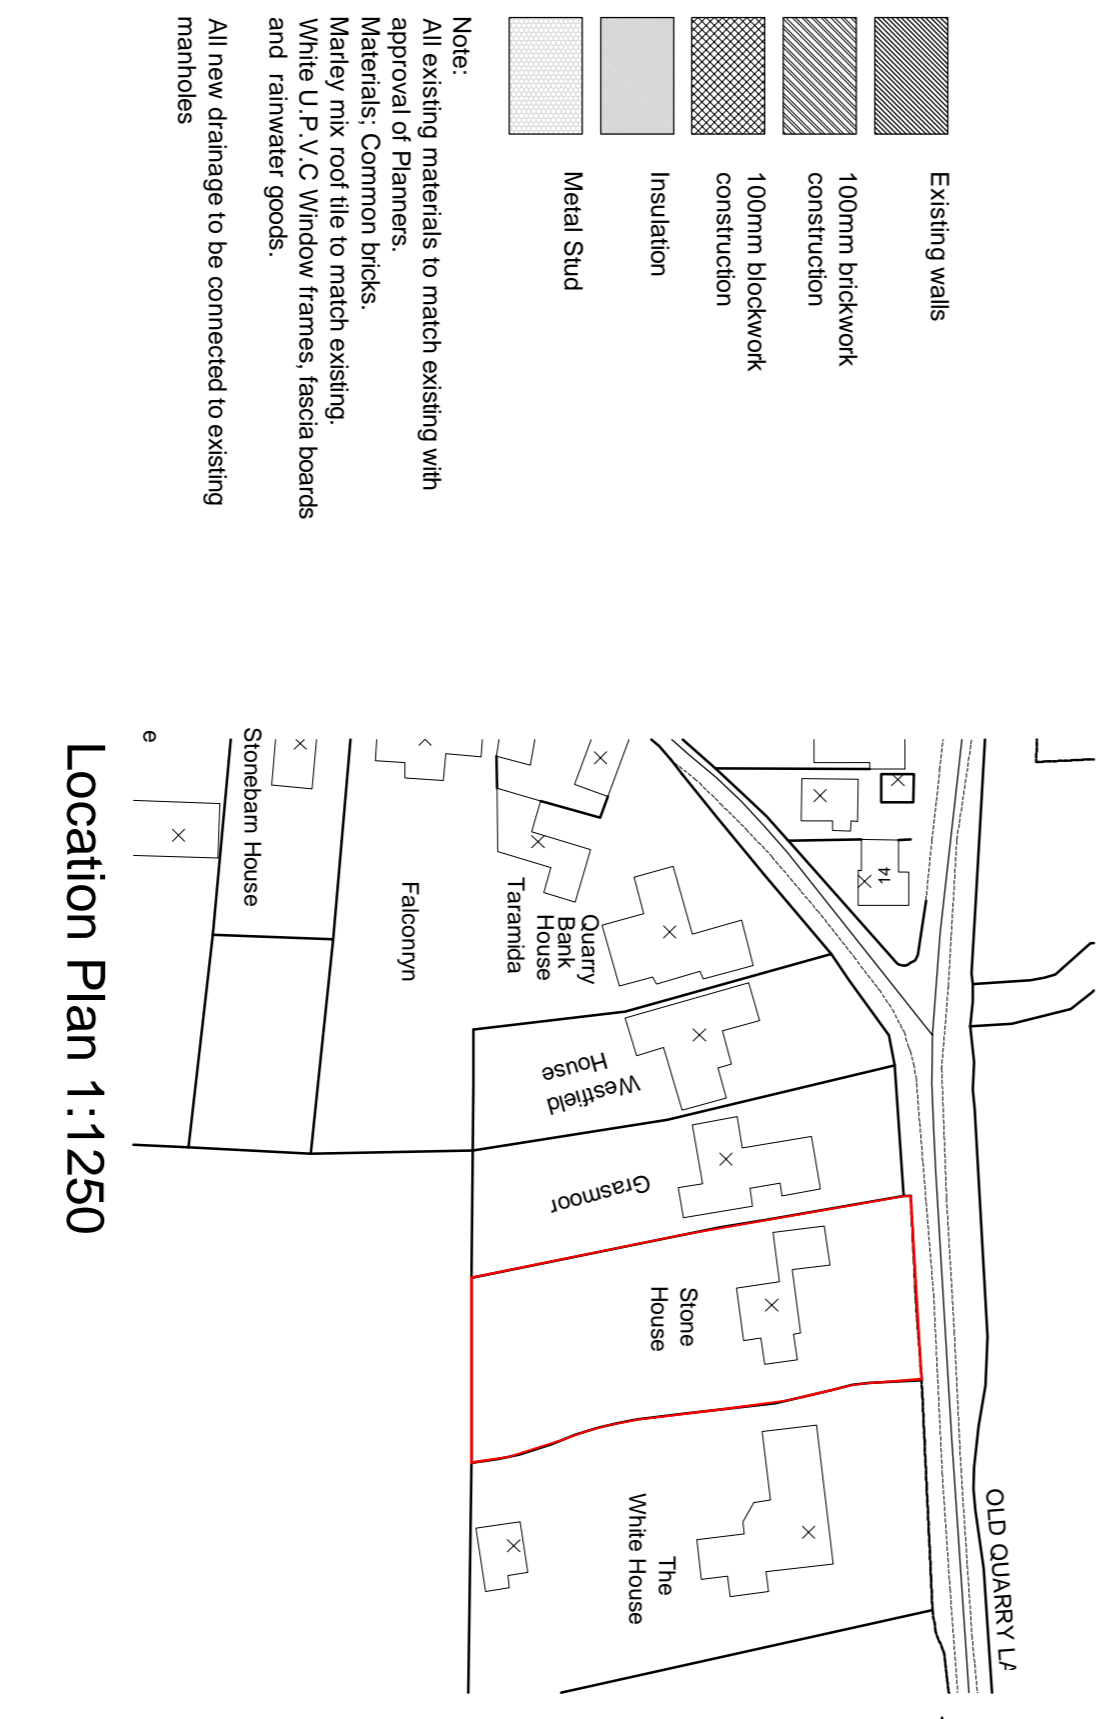 Existing walls
100mm brickwork
construction
100mm blockwork
construction
Insulation
Metal Stud
Note:
All existing materials to match existing with
approval of Planners.
Materials; Common bricks.
Marley mix roof tile to match existing.
White U.P.V.C Window frames, fascia boards
and rainwater goods.
All new drainage to be connected to existing
manholes
OLD QUARRY LA
14
Quarry
Bank
House
Taramida
Falconryn
Stonebarn House
e
Westfield
House
Grasmoor
Stone
House
The
White House
Location Plan 1:1250